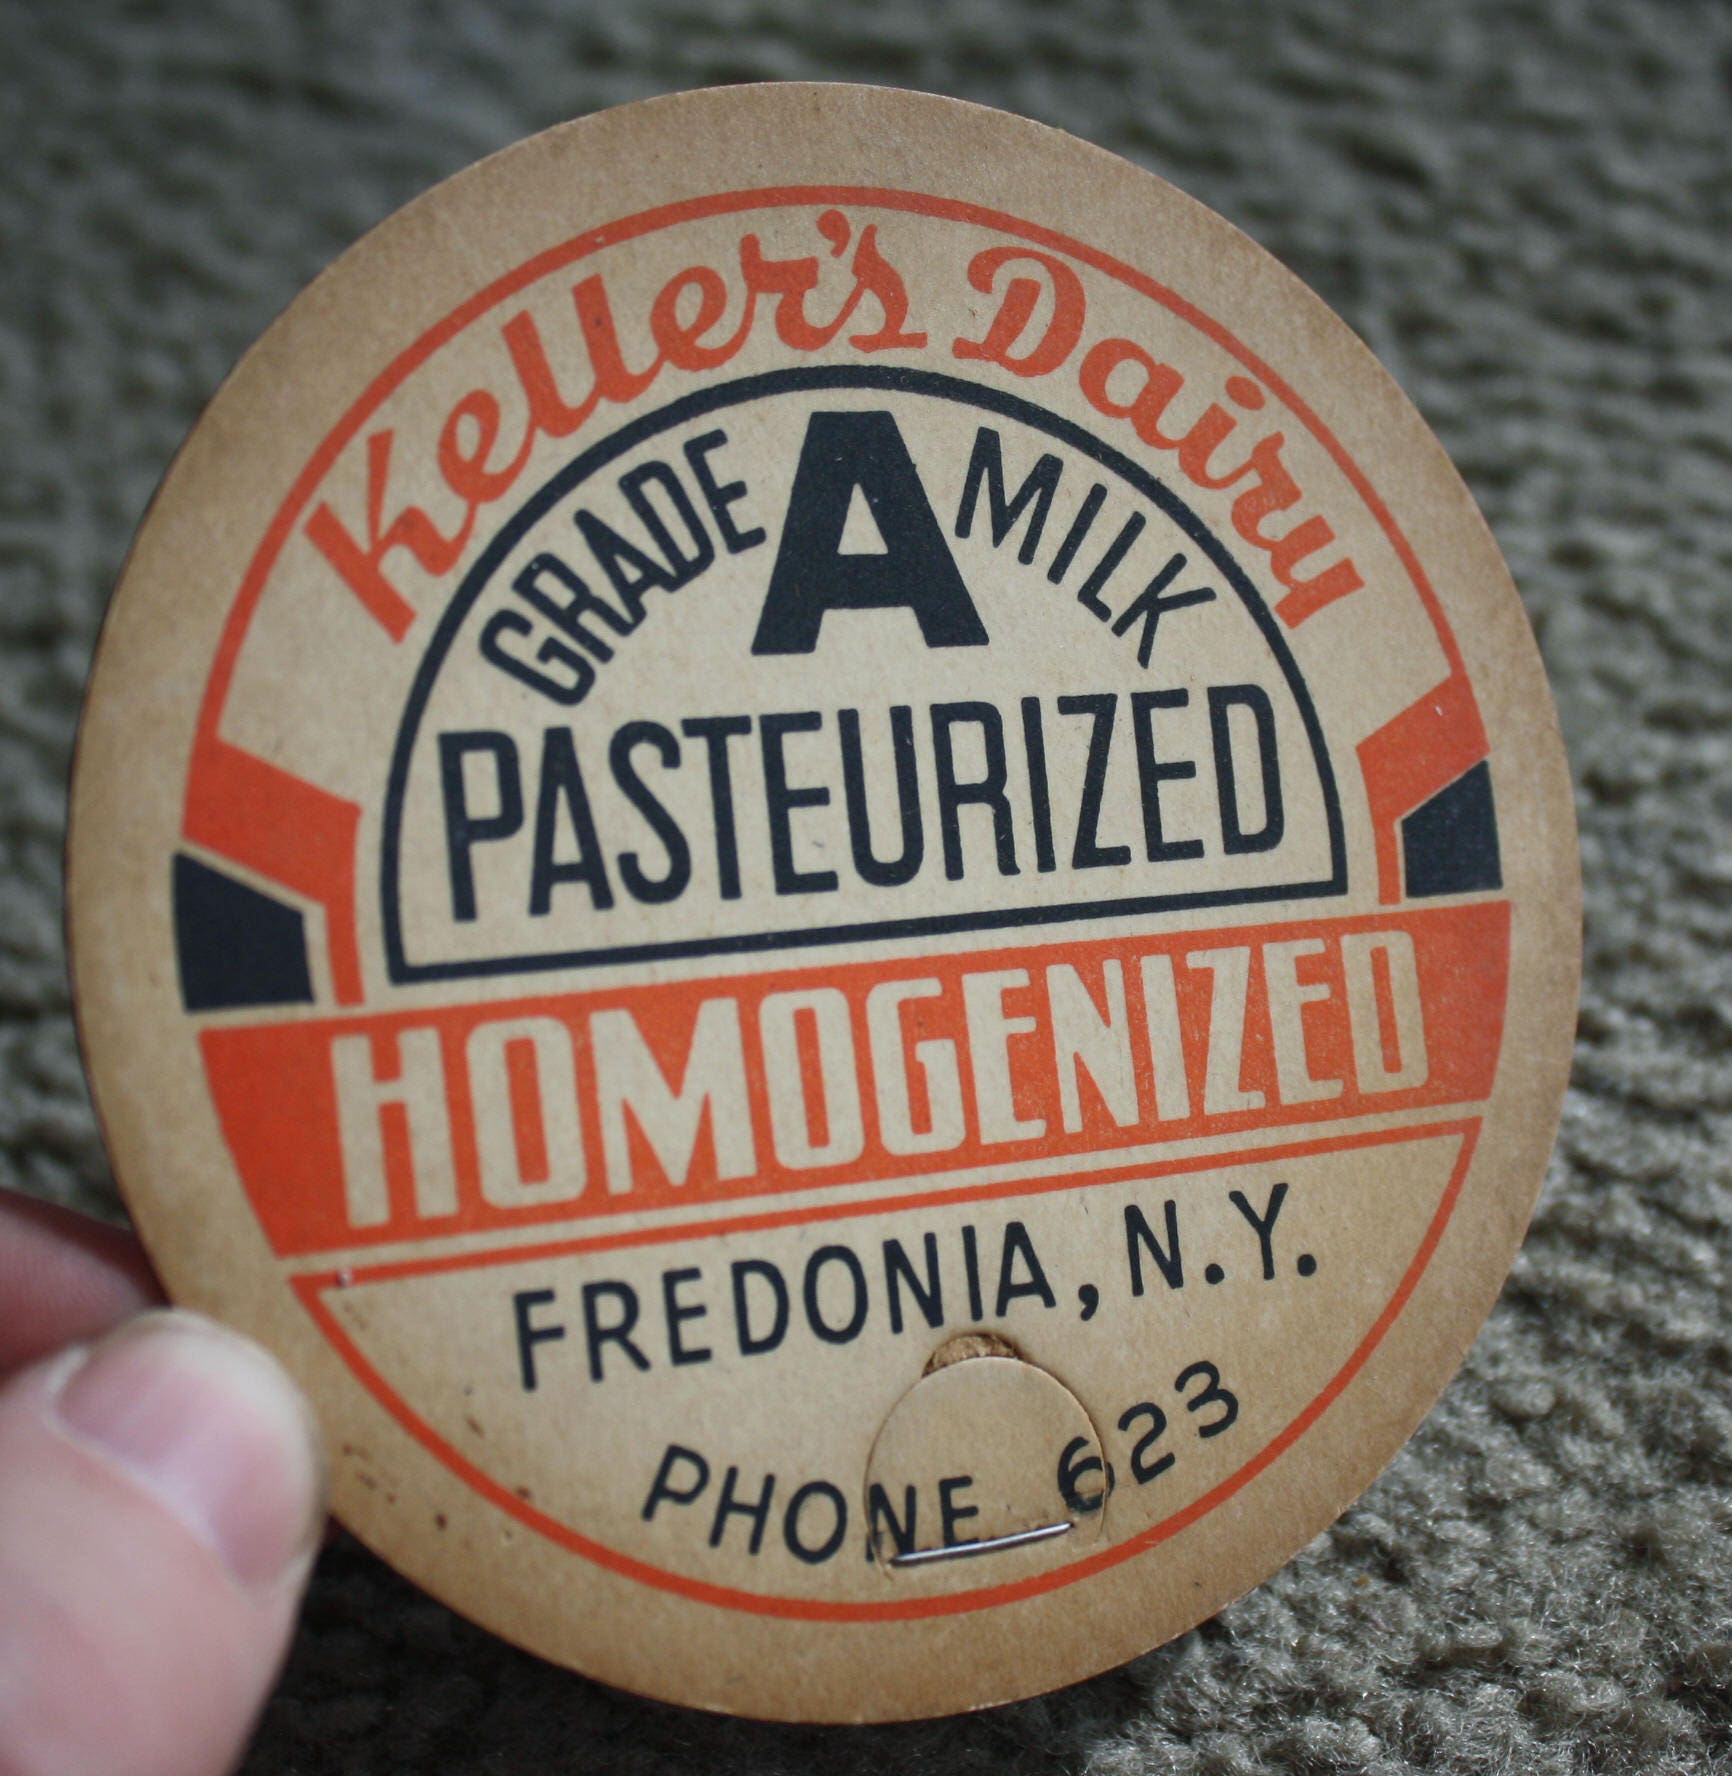 Keller's Dairy
GRADE A MILK
PASTEURIZED
HOMOGENIZED
FREDONIA, N.Y.
PHONE 623